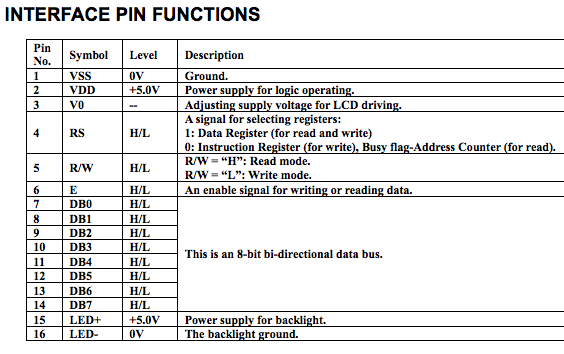 INTERFACE PIN FUNCTIONS
Pin No. Symbol Level Description
1 VSS 0V Ground.
2 VDD +5.0V Power supply for logic operating.
3 V0 -- Adjusting supply voltage for LCD driving.
4 RS H/L A signal for selecting registers:
1: Data Register (for read and write)
0: Instruction Register (for write), Busy flag-Address Counter (for read).
5 R/W H/L R/W = “H”: Read mode.
R/W = “L”: Write mode.
6 E H/L An enable signal for writing or reading data.
7 DB0 H/L
8 DB1 H/L
9 DB2 H/L
10 DB3 H/L
11 DB4 H/L
12 DB5 H/L
13 DB6 H/L
14 DB7 H/L
This is an 8-bit bi-directional data bus.
15 LED+ +5.0V Power supply for backlight.
16 LED- 0V The backlight ground.